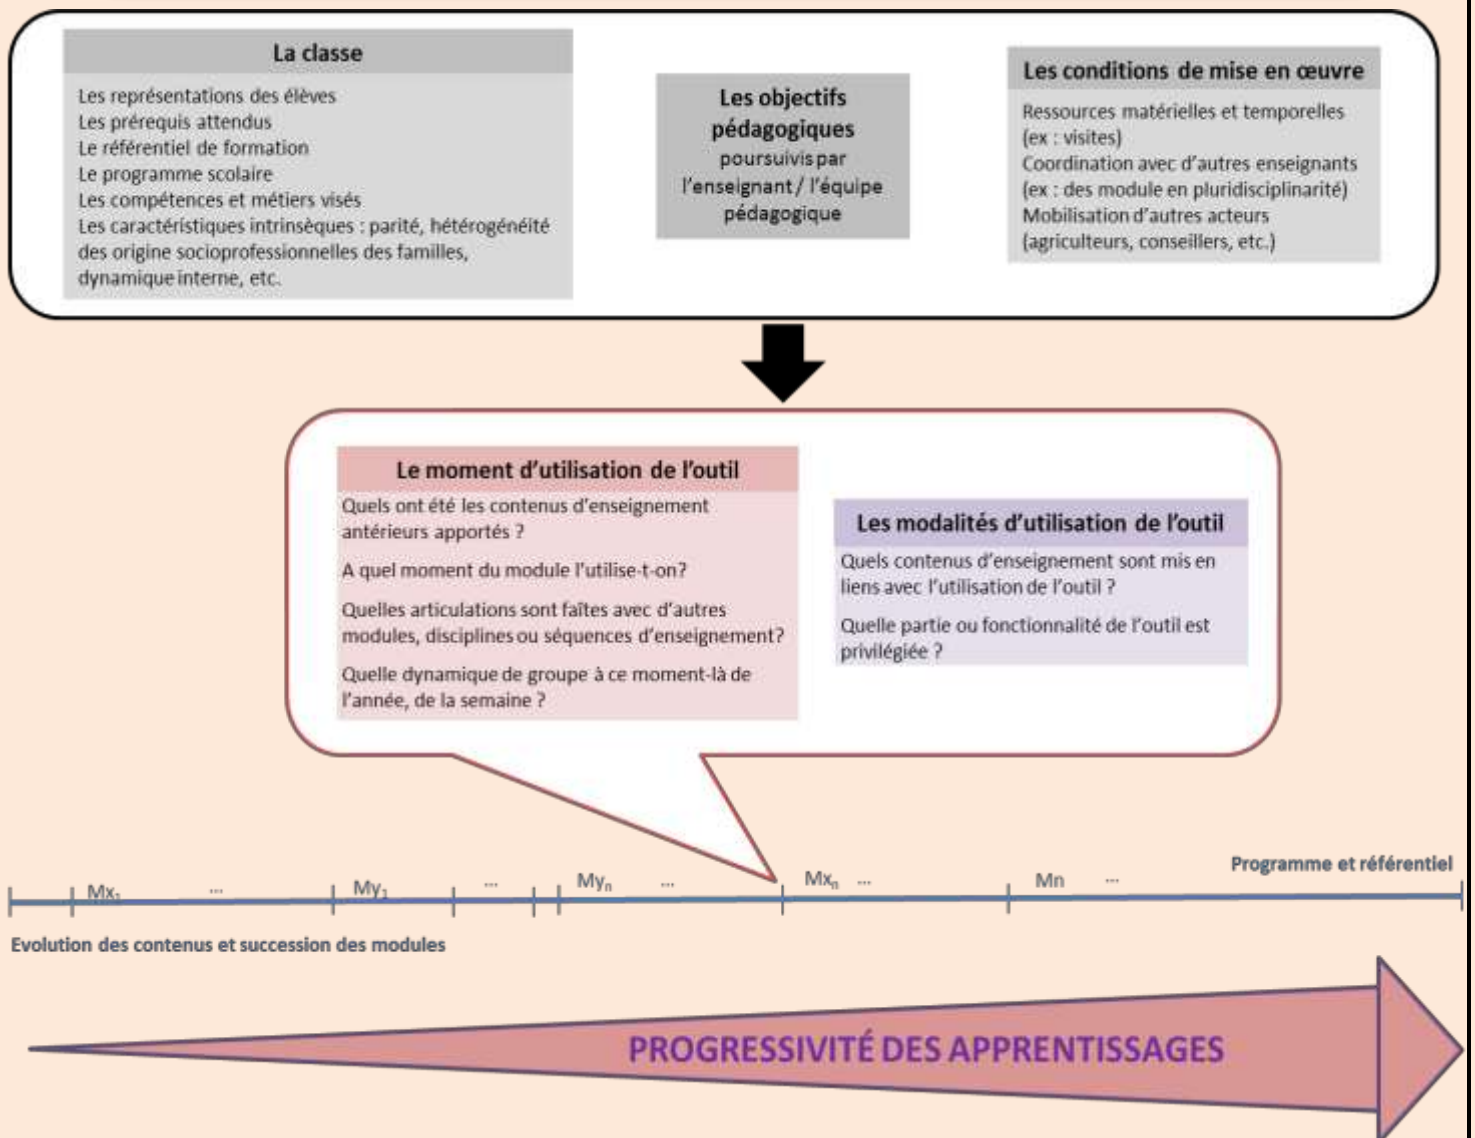 La classe
Les représentations des élèves
Les prérequis attendus
Le référentiel de formation
Le programme scolaire
Les compétences et métiers visés
Les caractéristiques intrinsèques : parité, hétérogénéité
des origine socioprofessionnelles des familles,
dynamique interne, etc.
Les objectifs
pédagogiques
poursuivis par
l'enseignant / l'équipe
pédagogique
Les conditions de mise en œuvre
Ressources matérielles et temporelles
(ex : visites)
Coordination avec d'autres enseignants
(ex : des module en pluridisciplinarité)
Mobilisation d'autres acteurs
(agriculteurs, conseillers, etc.)
Le moment d'utilisation de l'outil
Quels ont été les contenus d'enseignement
antérieurs apportés ?
A quel moment du module l'utilise-t-on?
Quelles articulations sont faîtes avec d'autres
modules, disciplines ou séquences d'enseignement?
Quelle dynamique de groupe à ce moment-là de
l'année, de la semaine ?
Les modalités d'utilisation de l'outil
Quels contenus d'enseignement sont mis en
liens avec l'utilisation de l'outil ?
Quelle partie ou fonctionnalité de l'outil est
privilégiée ?
Programme et référentiel
Mx₁ ... My₁ ... Myₙ ... Mxₙ ... Mn ...
Evolution des contenus et succession des modules
PROGRESSIVITÉ DES APPRENTISSAGES